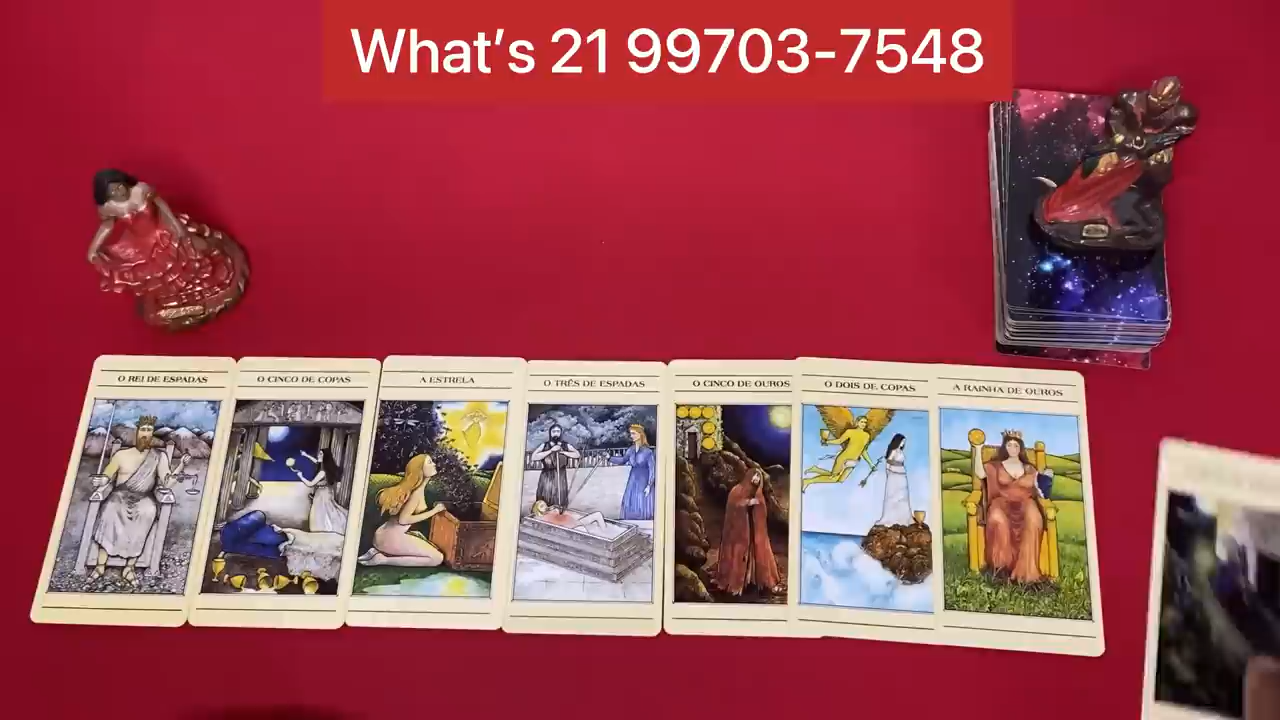 What’s 21 99703-7548
O REI DE ESPADAS
O CINCO DE COPAS
A ESTRELA
O TRÊS DE ESPADAS
O CINCO DE OUROS
O DOIS DE COPAS
A RAINHA DE OUROS